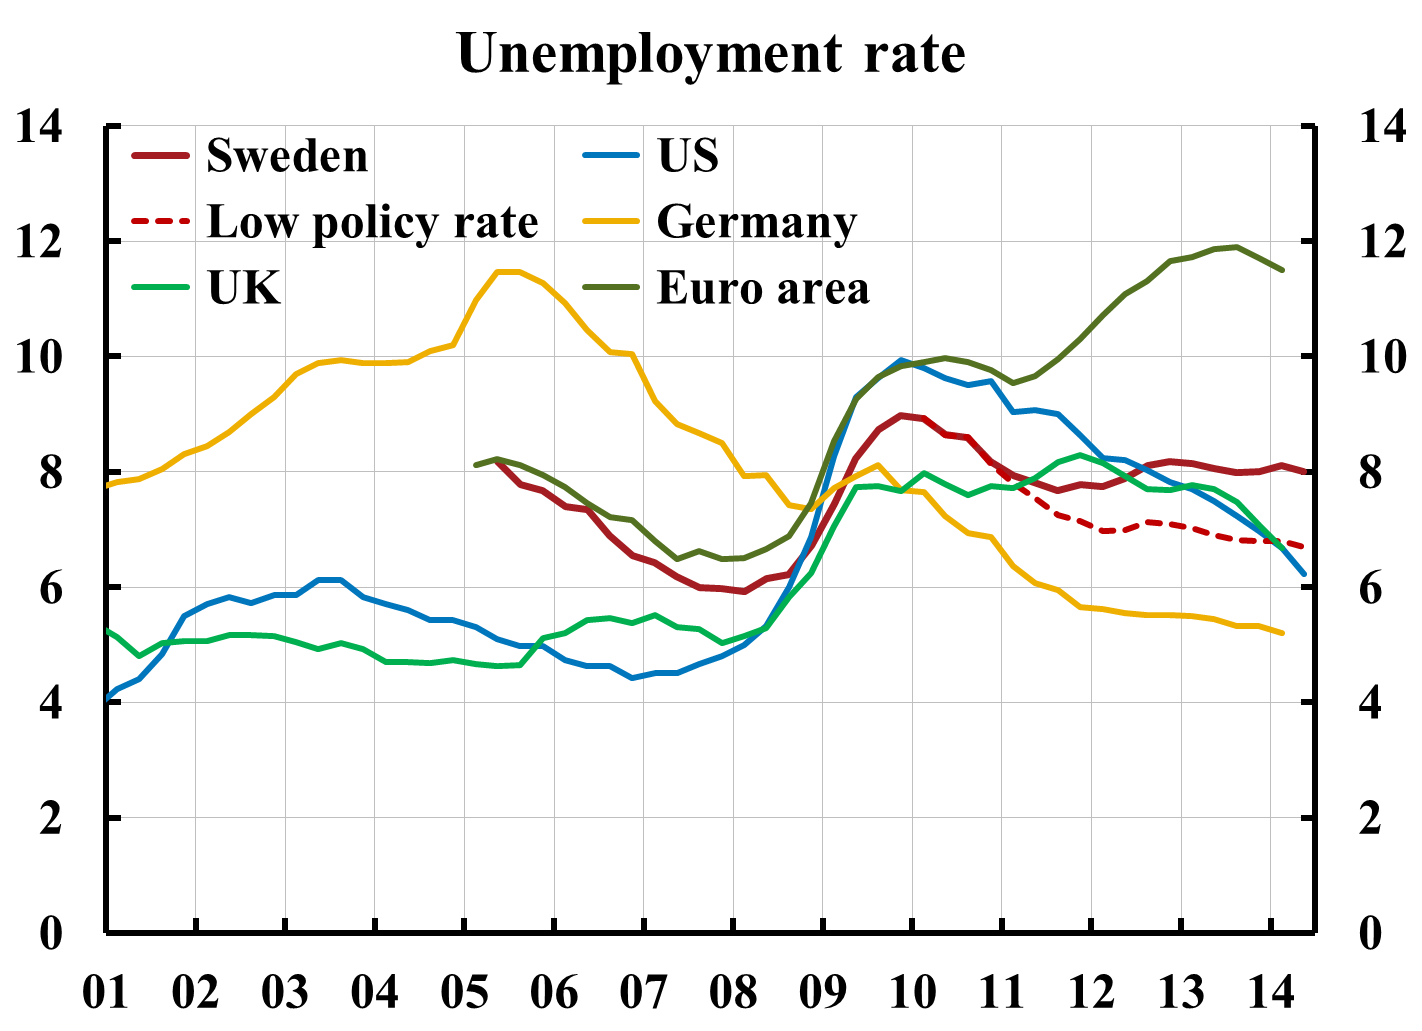 Unemployment rate
14 14
Sweden US
Low policy rate Germany
12 12
UK Euro area
10 10
8 8
6 6
4 4
2 2
0 0
01 02 03 04 05 06 07 08 09 10 11 12 13 14